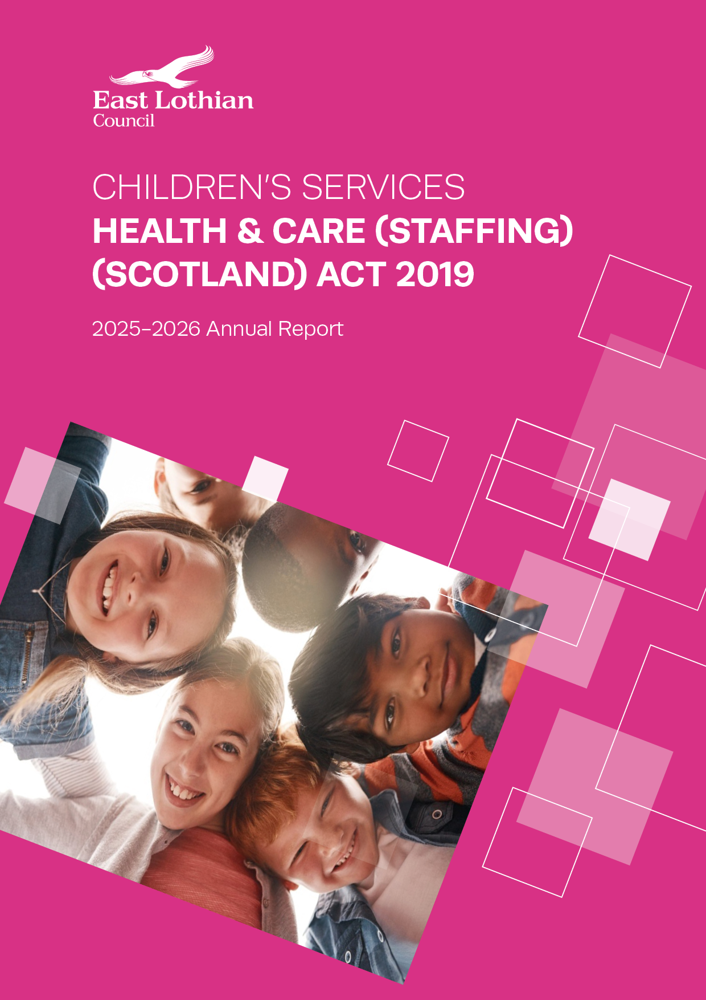 East Lothian
Council
CHILDREN’S SERVICES
HEALTH & CARE (STAFFING)
(SCOTLAND) ACT 2019
2025–2026 Annual Report